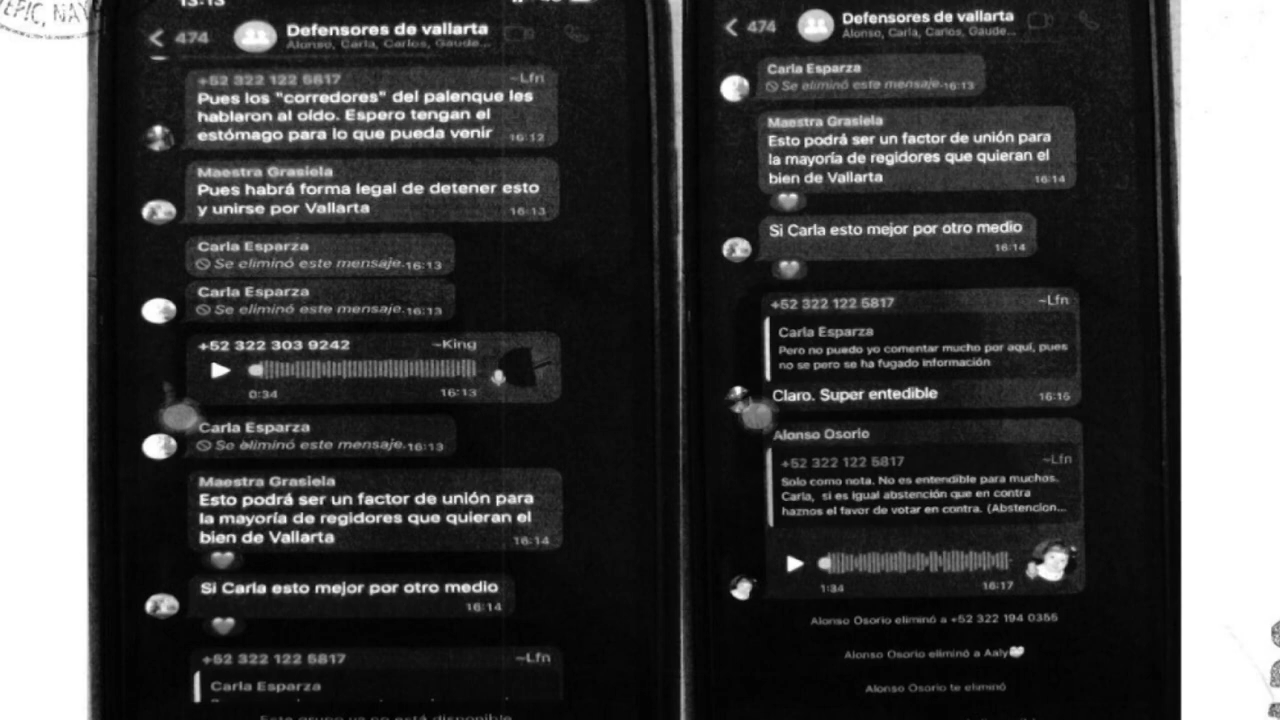 TEPIC, NAY
13:13
474
Defensores de vallarta
Alonso, Carla, Carlos, Gaude...
+52 322 122 5817 ~Lfn
Pues los "corredores" del palenque les
hablaron al oído. Espero tengan el
estómago para lo que pueda venir
16:12
Maestra Grasiela
Pues habrá forma legal de detener esto
y unirse por Vallarta
16:13
Carla Esparza
Se eliminó este mensaje. 16:13
Carla Esparza
Se eliminó este mensaje. 16:13
+52 322 303 9242 ~King
0:34 16:13
Carla Esparza
Se eliminó este mensaje. 16:13
Maestra Grasiela
Esto podrá ser un factor de unión para
la mayoría de regidores que quieran el
bien de Vallarta
16:14
Si Carla esto mejor por otro medio
16:14
+52 322 122 5817 ~Lfn
Carla Esparza
Este grupo ya no está disponible
474
Defensores de vallarta
Alonso, Carla, Carlos, Gaude...
Carla Esparza
Se eliminó este mensaje. 16:13
Maestra Grasiela
Esto podrá ser un factor de unión para
la mayoría de regidores que quieran el
bien de Vallarta
16:14
Si Carla esto mejor por otro medio
16:14
+52 322 122 5817 ~Lfn
Carla Esparza
Pero no puedo yo comentar mucho por aquí, pues
no se pero se ha fugado información
Claro. Super entedible
16:16
Alonso Osorio
+52 322 122 5817 ~Lfn
Solo como nota. No es entendible para muchos.
Carla, si es igual abstención que en contra
haznos el favor de votar en contra. (Abstencion...
1:34 16:17
Alonso Osorio eliminó a +52 322 194 0355
Alonso Osorio eliminó a Aaly
Alonso Osorio te eliminó